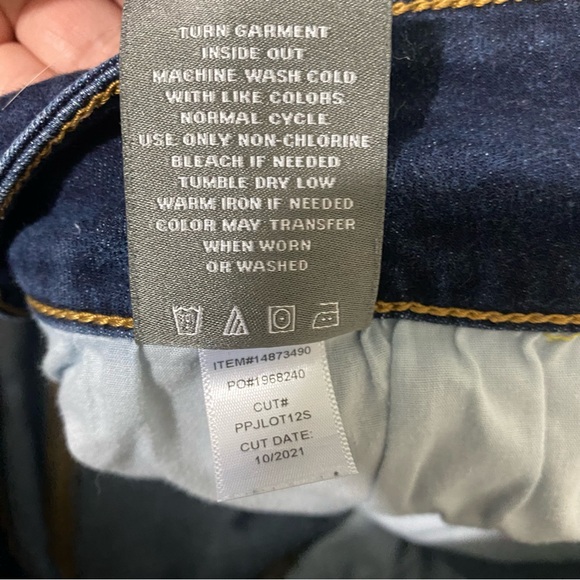 TURN GARMENT
INSIDE OUT
MACHINE WASH COLD
WITH LIKE COLORS
NORMAL CYCLE
USE ONLY NON-CHLORINE
BLEACH IF NEEDED
TUMBLE DRY LOW
WARM IRON IF NEEDED
COLOR MAY TRANSFER
WHEN WORN
OR WASHED
ITEM#14873490
PO#1968240
CUT#
PPJLOT12S
CUT DATE:
10/2021